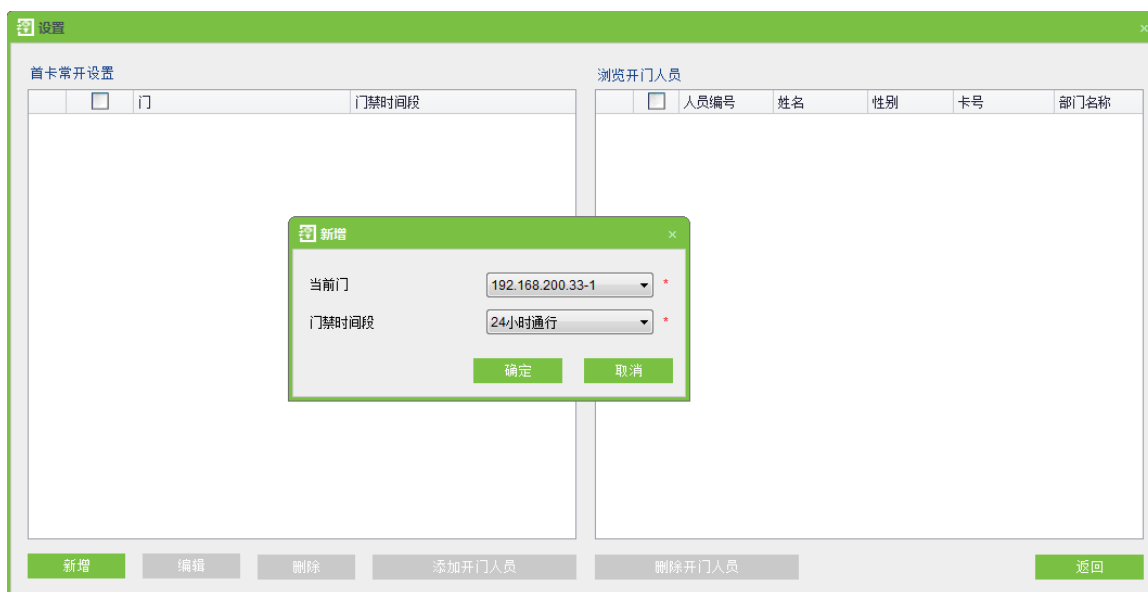 设置
首卡常开设置
浏览开门人员
门 门禁时间段
人员编号 姓名 性别 卡号 部门名称
新增
当前门 192.168.200.33-1 *
门禁时间段 24小时通行 *
确定 取消
新增 编辑 删除 添加开门人员 删除开门人员 返回